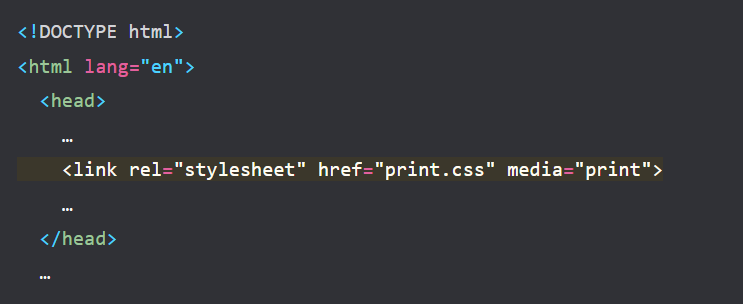 <!DOCTYPE html>
<html lang="en">
<head>
…
<link rel="stylesheet" href="print.css" media="print">
…
</head>
…